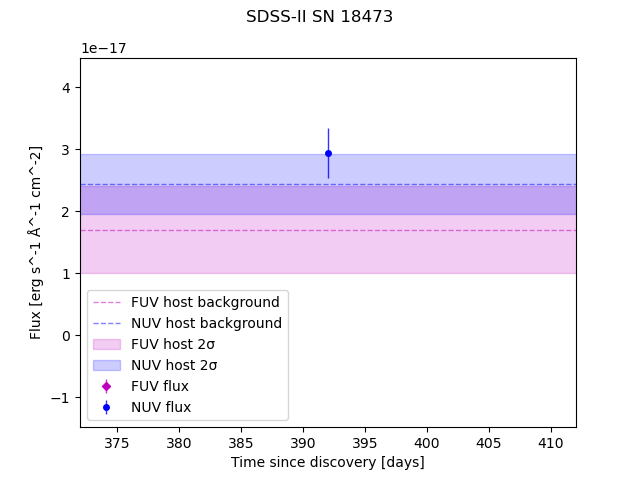 SDSS-II SN 18473
1e−17
4
3
2
1
0
−1
Flux [erg s^-1 Å^-1 cm^-2]
FUV host background
NUV host background
FUV host 2σ
NUV host 2σ
FUV flux
NUV flux
375 380 385 390 395 400 405 410
Time since discovery [days]